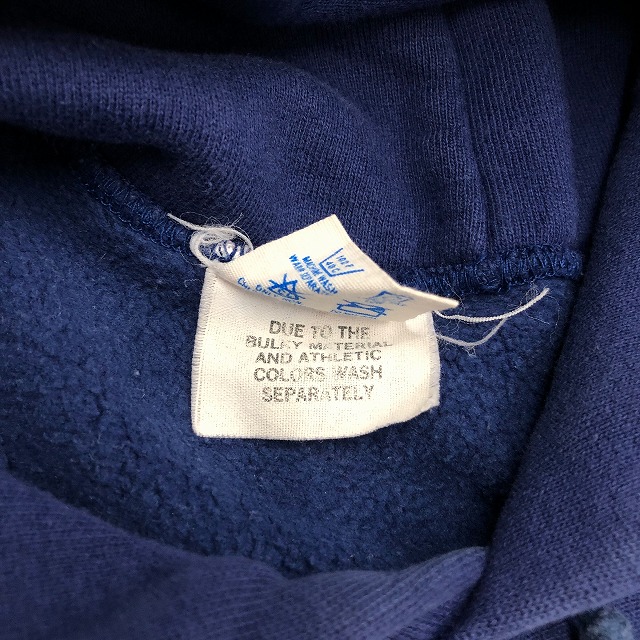 DUE TO THE
BULKY MATERIAL
AND ATHLETIC
COLORS WASH
SEPARATELY